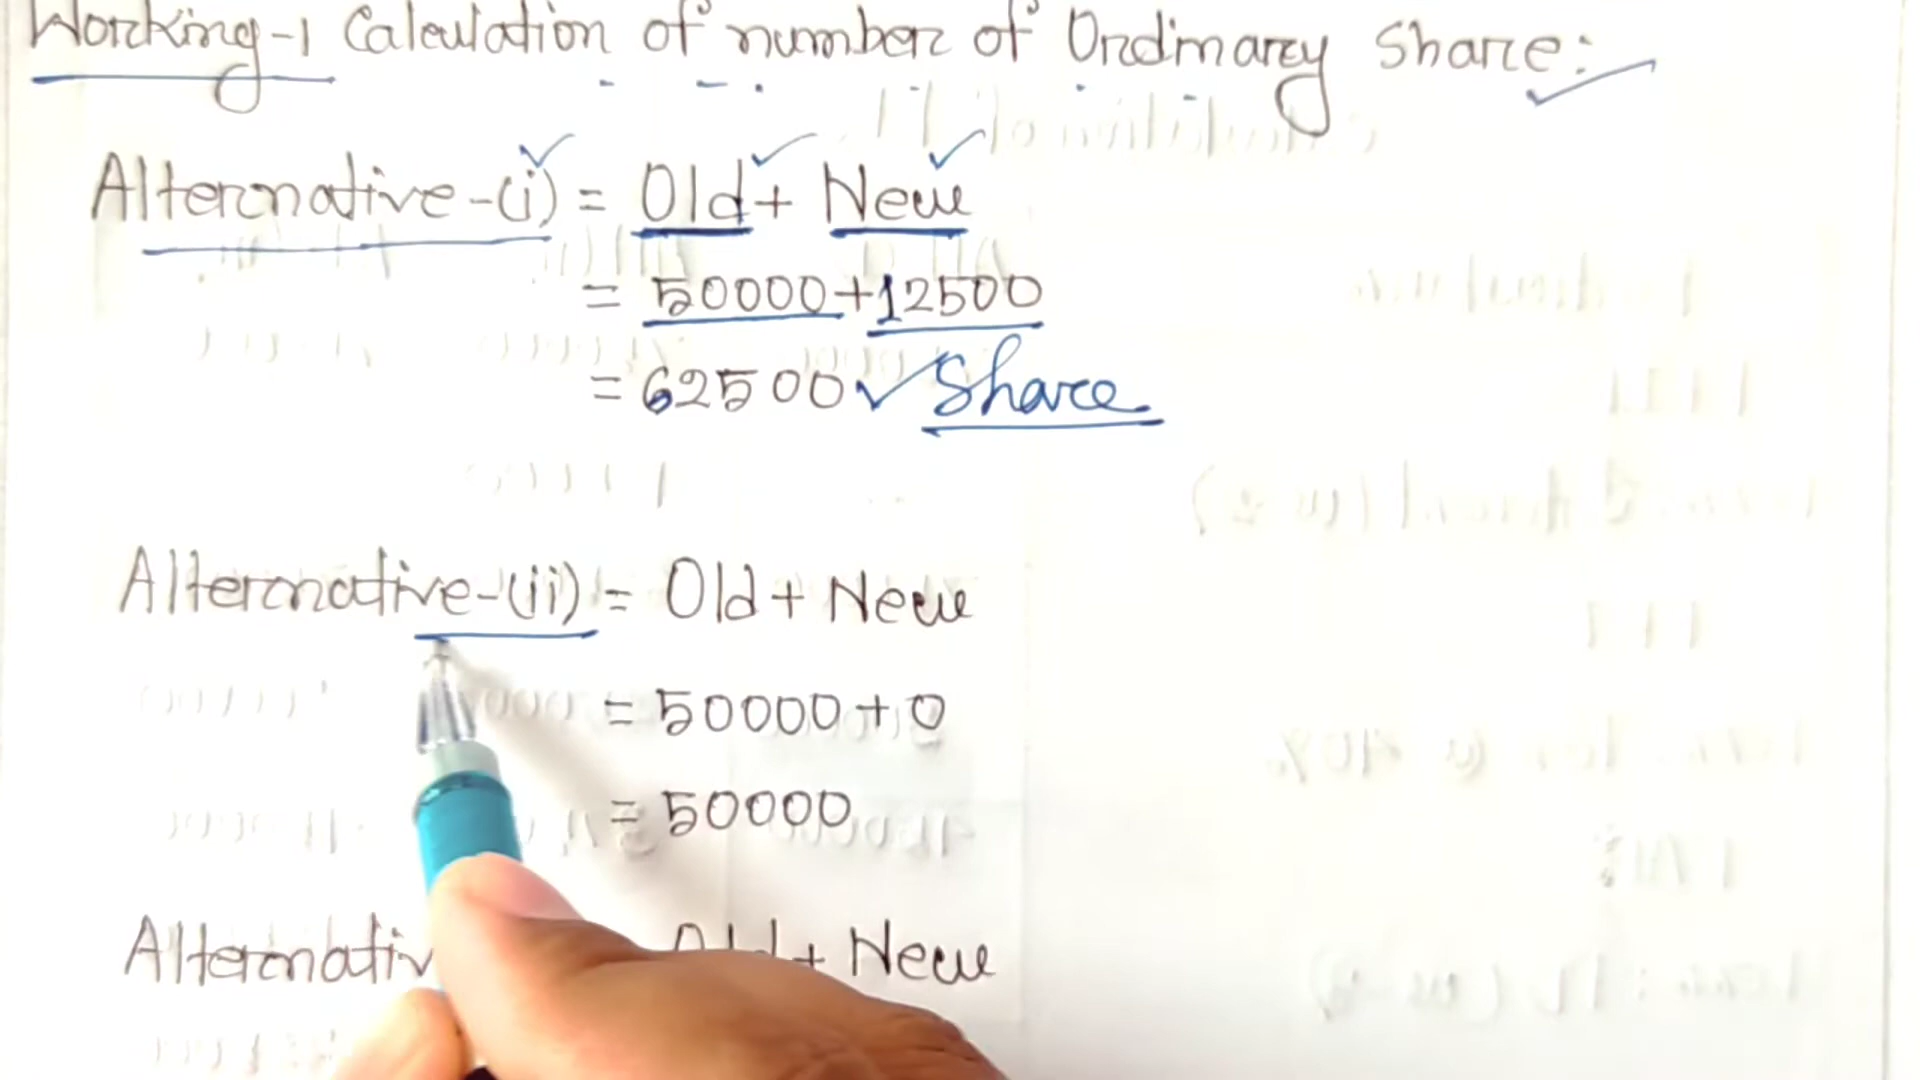 Working-1 Calculation of number of Ordinary Share:
Alternative-(i) = Old + New
= 50000+12500
= 62500 Share
Alternative-(ii) = Old + New
= 50000 + 0
= 50000
+ New